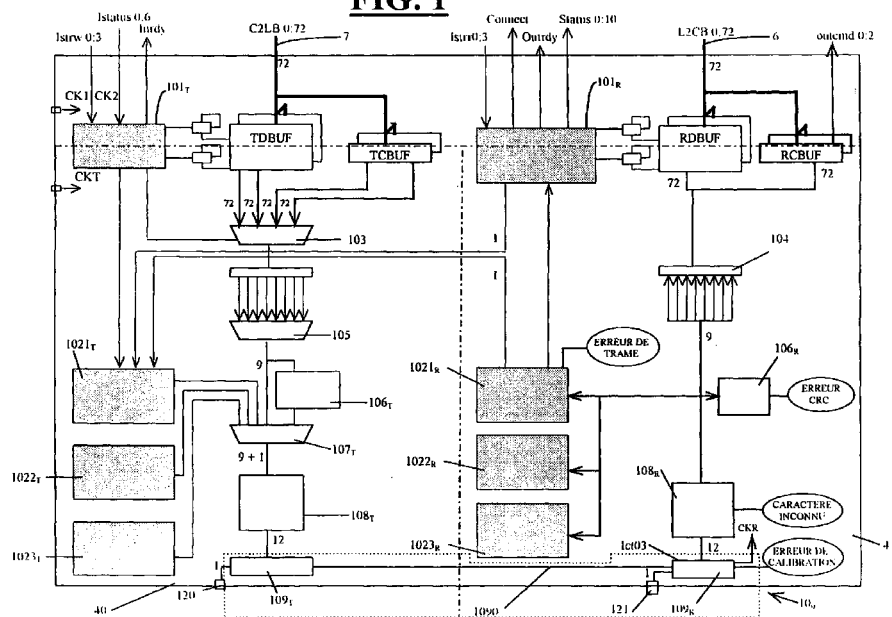 FIG. 1
Istrw 0:3
Istatus 0:6
Inrdy
C2LB 0:72
7
72
Istrr0:3
Connect
Outrdy
Status 0:10
L2CB 0:72
6
72
outcmd 0:2
CK1
CK2
101T
101R
TDBUF
TCBUF
RDBUF
RCBUF
CKT
72
72
72 72 72 72
103
1
1
104
105
9
9
1021T
106T
1021R
ERREUR DE TRAME
106R
ERREUR CRC
107T
9 + 1
1022T
1022R
108T
108R
CARACTERE INCONNU
1023T
1023R
12
12
1ct03
CKR
ERREUR DE CALIBRATION
4
1
1
120
40
109T
1090
121
109R